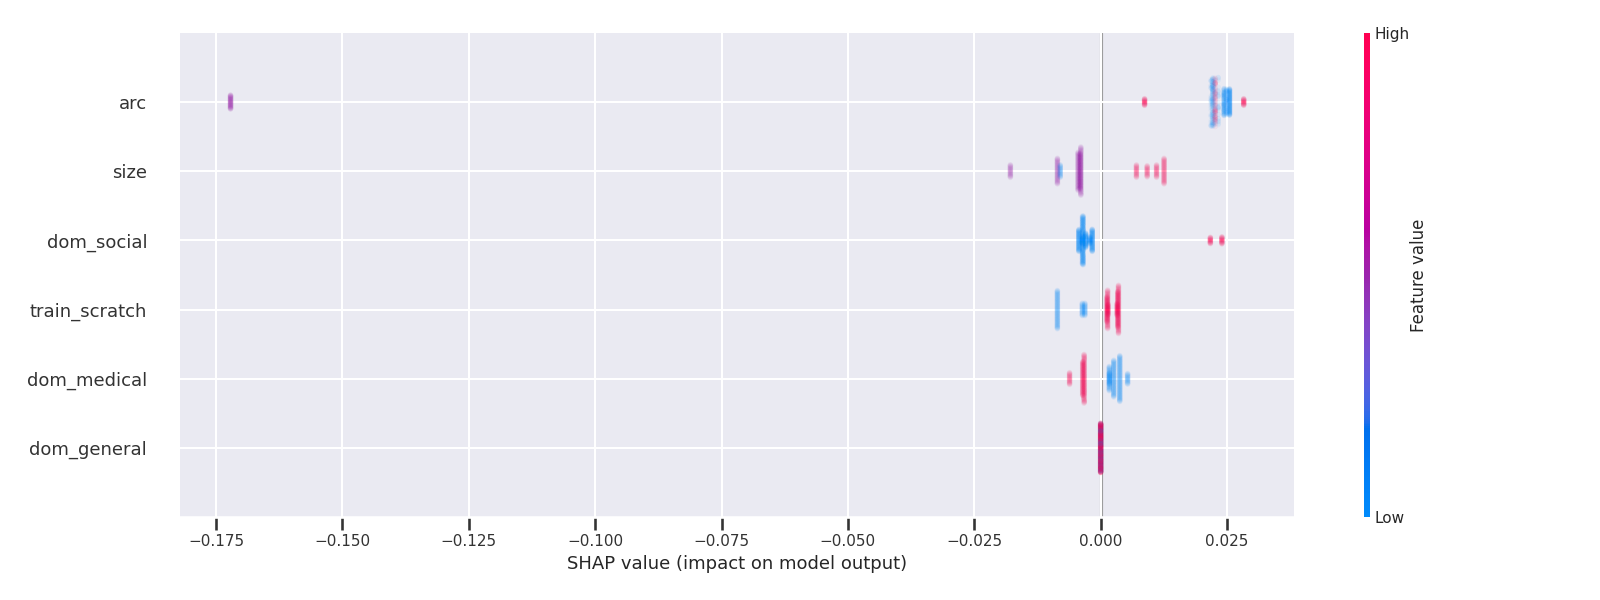 High
arc
size
dom_social
train_scratch
dom_medical
dom_general
Feature value
Low
−0.175 −0.150 −0.125 −0.100 −0.075 −0.050 −0.025 0.000 0.025
SHAP value (impact on model output)